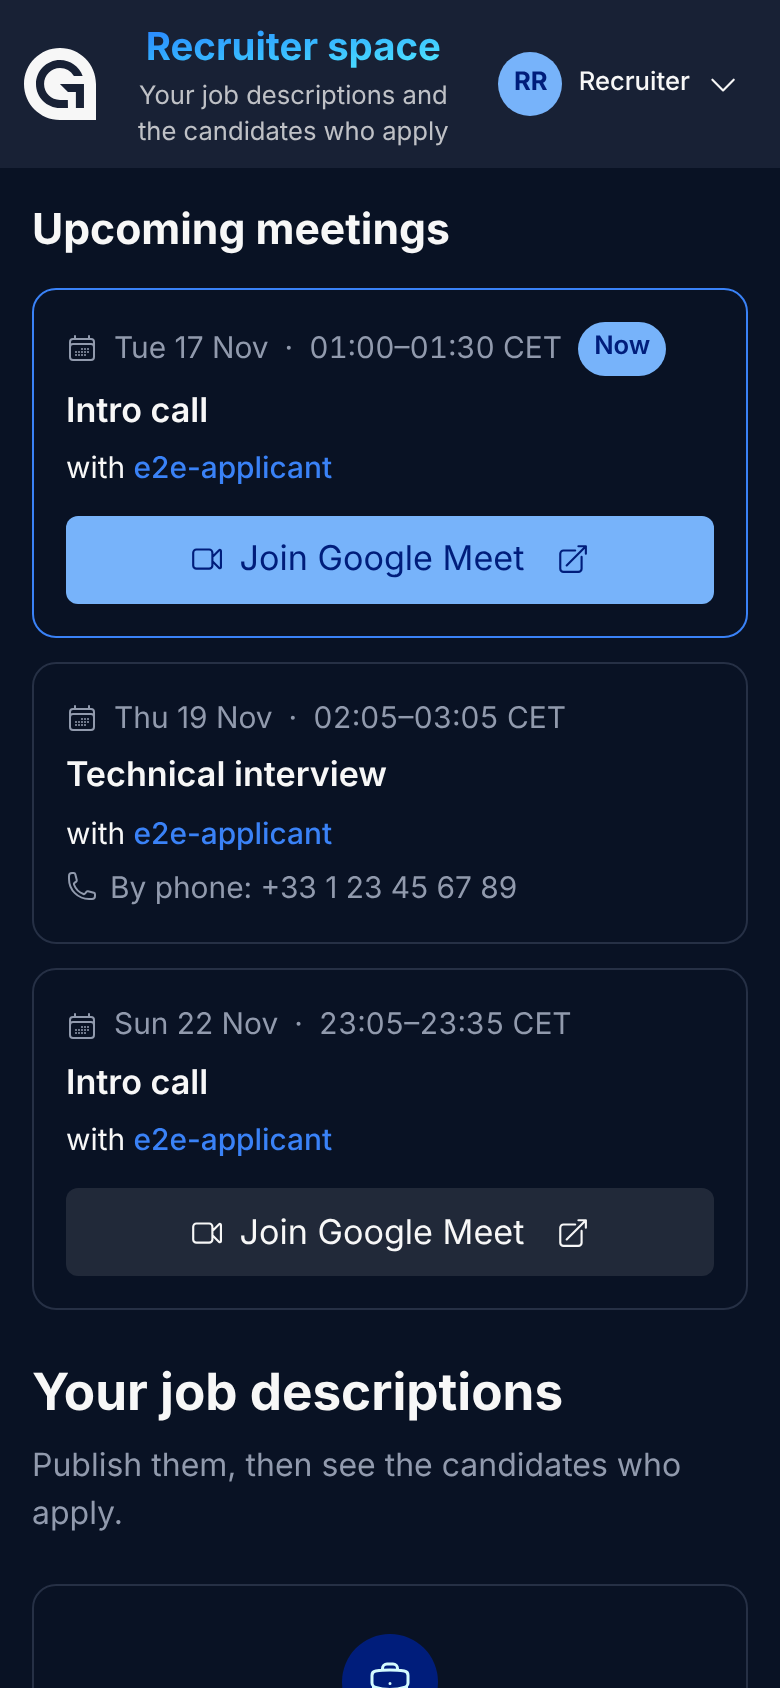 Recruiter space
Your job descriptions and
the candidates who apply
RR
Recruiter
Upcoming meetings
Tue 17 Nov · 01:00–01:30 CET Now
Intro call
with e2e-applicant
Join Google Meet
Thu 19 Nov · 02:05–03:05 CET
Technical interview
with e2e-applicant
By phone: +33 1 23 45 67 89
Sun 22 Nov · 23:05–23:35 CET
Intro call
with e2e-applicant
Join Google Meet
Your job descriptions
Publish them, then see the candidates who
apply.